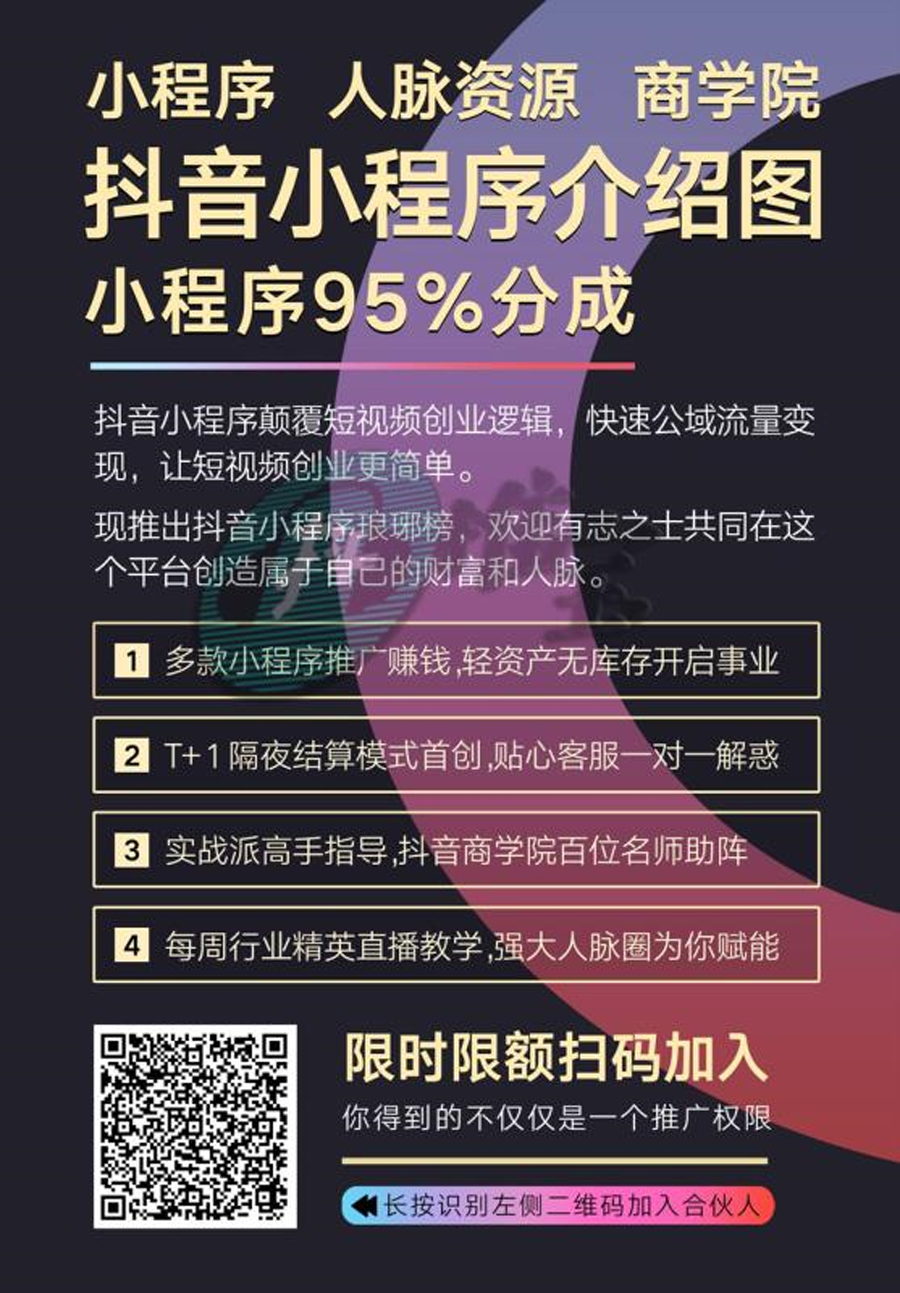 小程序 人脉资源 商学院
抖音小程序介绍图
小程序95%分成
抖音小程序颠覆短视频创业逻辑，快速公域流量变
现，让短视频创业更简单。
现推出抖音小程序琅琊榜，欢迎有志之士共同在这
个平台创造属于自己的财富和人脉。
1 多款小程序推广赚钱,轻资产无库存开启事业
2 T+1隔夜结算模式首创,贴心客服一对一解惑
3 实战派高手指导,抖音商学院百位名师助阵
4 每周行业精英直播教学,强大人脉圈为你赋能
限时限额扫码加入
你得到的不仅仅是一个推广权限
长按识别左侧二维码加入合伙人